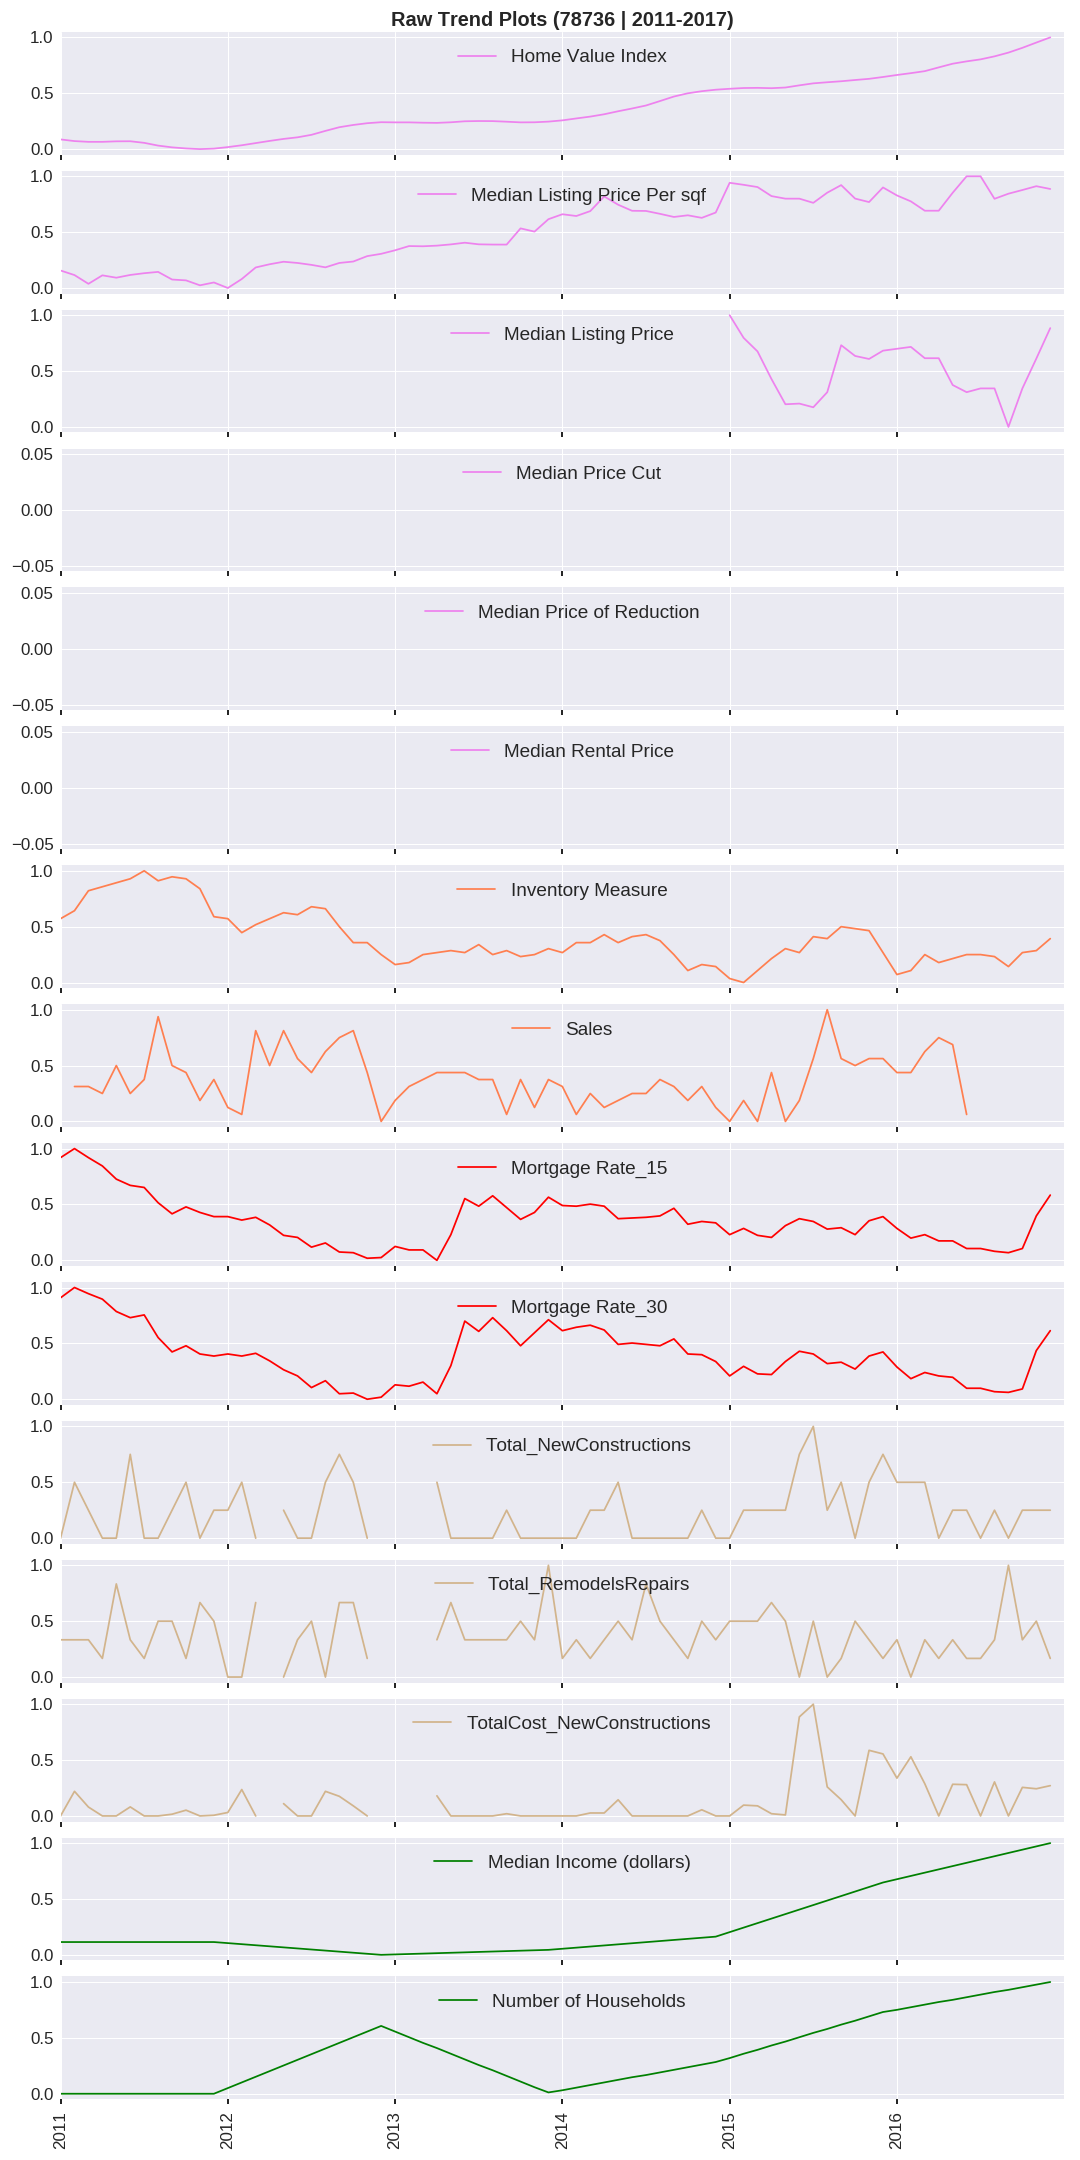 Raw Trend Plots (78736 | 2011-2017)
1.0
Home Value Index
0.5
0.0
1.0
Median Listing Price Per sqf
0.5
0.0
1.0
Median Listing Price
0.5
0.0
0.05
Median Price Cut
0.00
−0.05
0.05
Median Price of Reduction
0.00
−0.05
0.05
Median Rental Price
0.00
−0.05
1.0
Inventory Measure
0.5
0.0
1.0
Sales
0.5
0.0
1.0
Mortgage Rate_15
0.5
0.0
1.0
Mortgage Rate_30
0.5
0.0
1.0
Total_NewConstructions
0.5
0.0
1.0
Total_RemodelsRepairs
0.5
0.0
1.0
TotalCost_NewConstructions
0.5
0.0
1.0
Median Income (dollars)
0.5
0.0
1.0
Number of Households
0.5
0.0
2011 2012 2013 2014 2015 2016